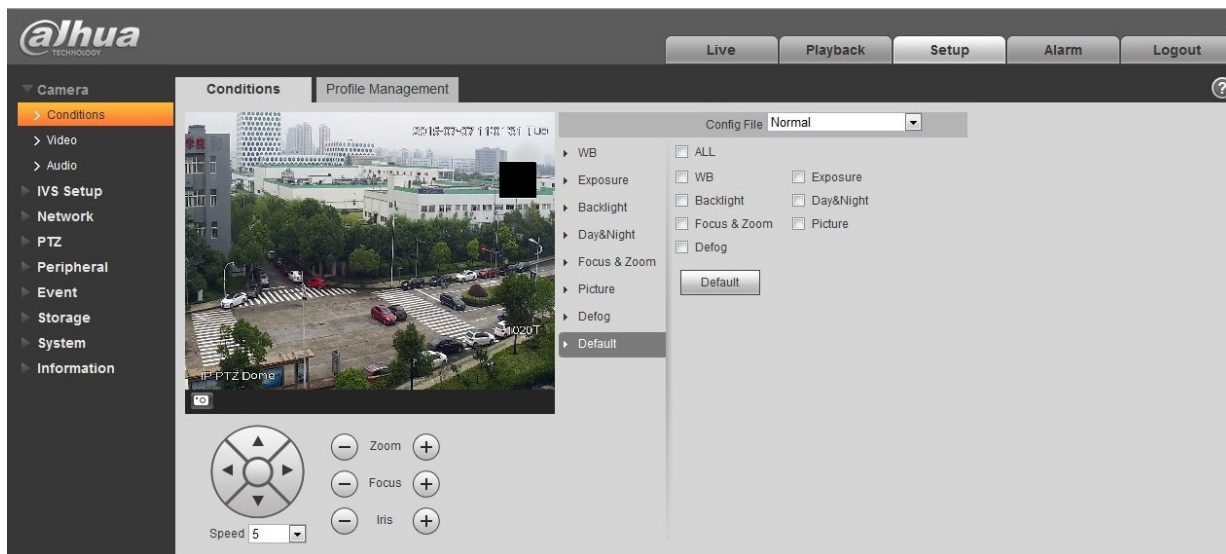 alhua
TECHNOLOGY
Live
Playback
Setup
Alarm
Logout
Camera
Conditions
Video
Audio
IVS Setup
Network
PTZ
Peripheral
Event
Storage
System
Information
Conditions
Profile Management
?
1020T
IP PTZ Dome
Zoom
Focus
Iris
Speed 5
Config File Normal
WB
Exposure
Backlight
Day&Night
Focus & Zoom
Picture
Defog
Default
ALL
WB
Exposure
Backlight
Day&Night
Focus & Zoom
Picture
Defog
Default